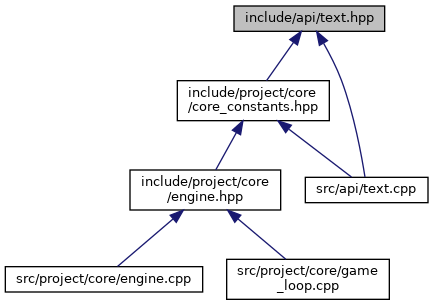 include/api/text.hpp
include/project/core
/core_constants.hpp
include/project/core
/engine.hpp
src/api/text.cpp
src/project/core/engine.cpp
src/project/core/game
_loop.cpp